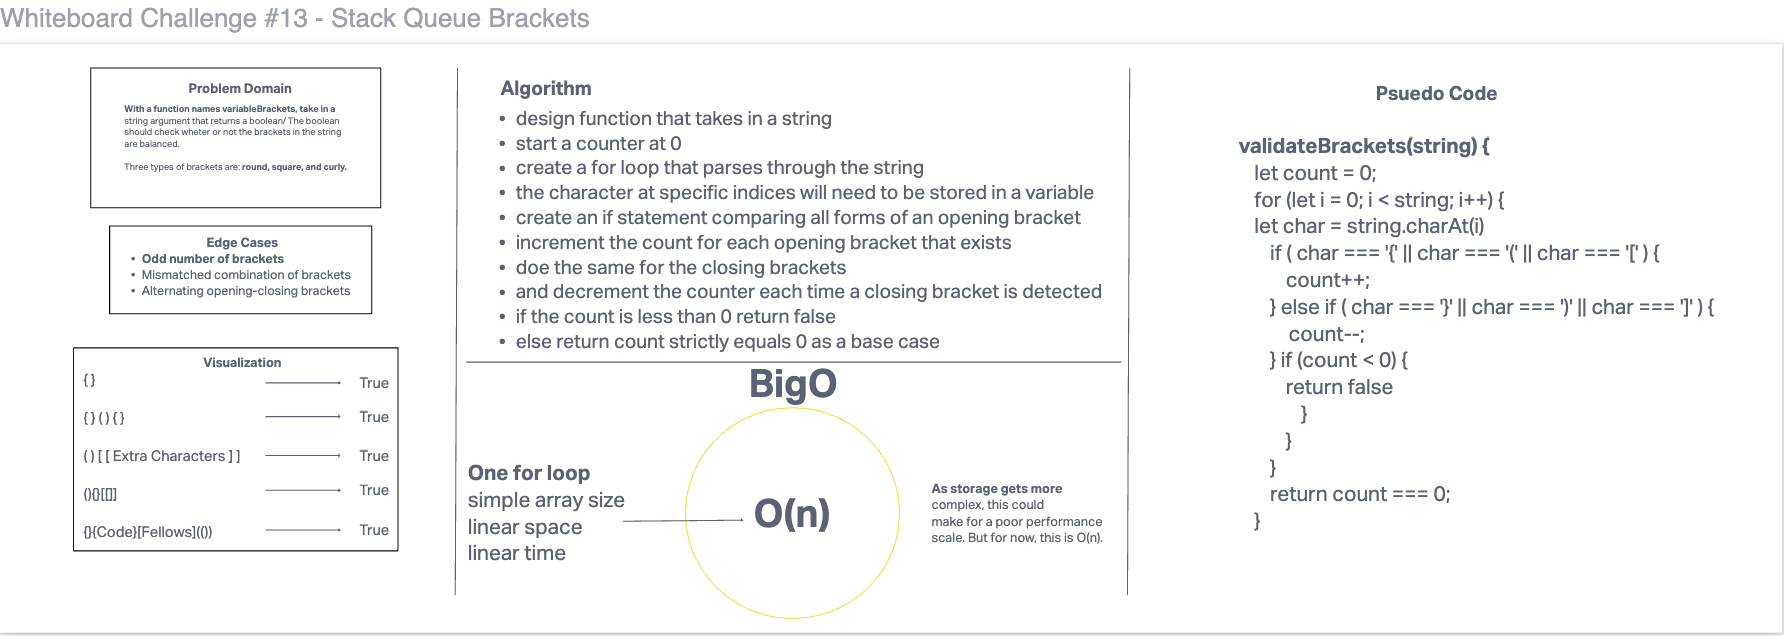 Whiteboard Challenge #13 - Stack Queue Brackets
Problem Domain
With a function names variableBrackets, take in a
string argument that returns a boolean/ The boolean
should check wheter or not the brackets in the string
are balanced.
Three types of brackets are: round, square, and curly.
Edge Cases
• Odd number of brackets
• Mismatched combination of brackets
• Alternating opening-closing brackets
Visualization
{ } True
{ } ( ) { } True
( ) [ [ Extra Characters ] ] True
(){}[[]] True
{}{Code}[Fellows](()) True
Algorithm
• design function that takes in a string
• start a counter at 0
• create a for loop that parses through the string
• the character at specific indices will need to be stored in a variable
• create an if statement comparing all forms of an opening bracket
• increment the count for each opening bracket that exists
• doe the same for the closing brackets
• and decrement the counter each time a closing bracket is detected
• if the count is less than 0 return false
• else return count strictly equals 0 as a base case
BigO
One for loop
simple array size
linear space
linear time
O(n)
As storage gets more
complex, this could
make for a poor performance
scale. But for now, this is O(n).
Psuedo Code
validateBrackets(string) {
let count = 0;
for (let i = 0; i < string; i++) {
let char = string.charAt(i)
if ( char === '{' || char === '(' || char === '[' ) {
count++;
} else if ( char === '}' || char === ')' || char === ']' ) {
count--;
} if (count < 0) {
return false
}
}
}
return count === 0;
}